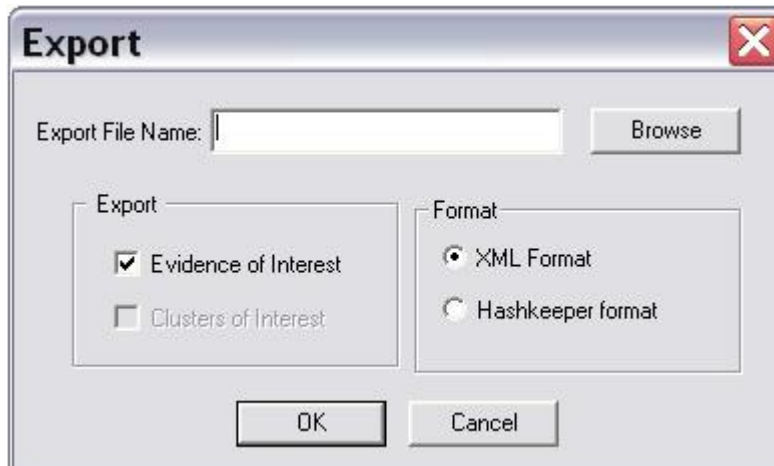 Export
Export File Name:
Browse
Export
Evidence of Interest
Clusters of Interest
Format
XML Format
Hashkeeper format
OK
Cancel